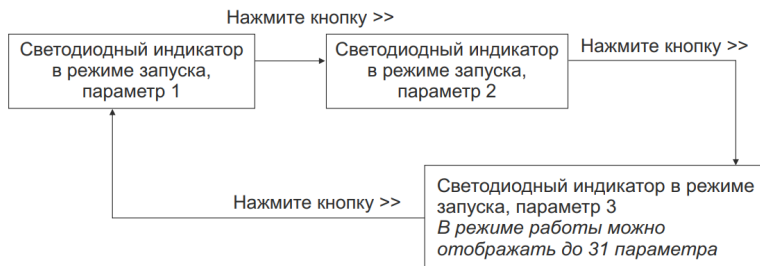 Нажмите кнопку >>
Светодиодный индикатор
в режиме запуска,
параметр 1
Светодиодный индикатор
в режиме запуска,
параметр 2
Нажмите кнопку >>
Светодиодный индикатор в режиме
запуска, параметр 3
В режиме работы можно
отображать до 31 параметра
Нажмите кнопку >>